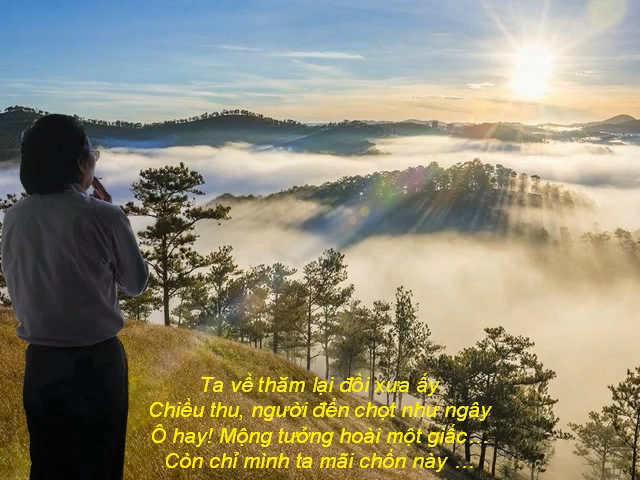 Ta về thăm lại đồi xưa ấy
Chiều thu, người đến chợt như ngây
Ô hay! Mộng tưởng hoài một giấc...
Còn chỉ mình ta mãi chốn này ...